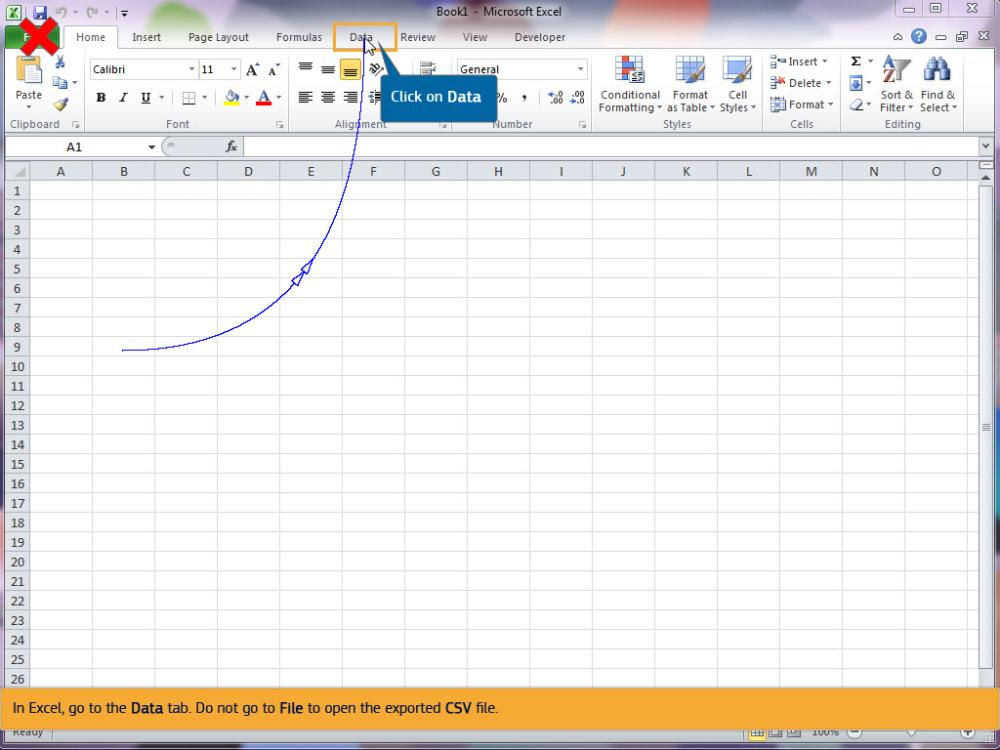 Book1 - Microsoft Excel
Home Insert Page Layout Formulas Data Review View Developer
Calibri 11 General Insert Σ
Click on Data
Paste B I U % , .00 .00 Conditional Formatting Format as Table Cell Styles Delete Format Sort & Filter Find & Select
Clipboard Font Alignment Number Styles Cells Editing
A1 fx
A B C D E F G H I J K L M N O
1
2
3
4
5
6
7
8
9
10
11
12
13
14
15
16
17
18
19
20
21
22
23
24
25
26
In Excel, go to the Data tab. Do not go to File to open the exported CSV file.
Ready 100%